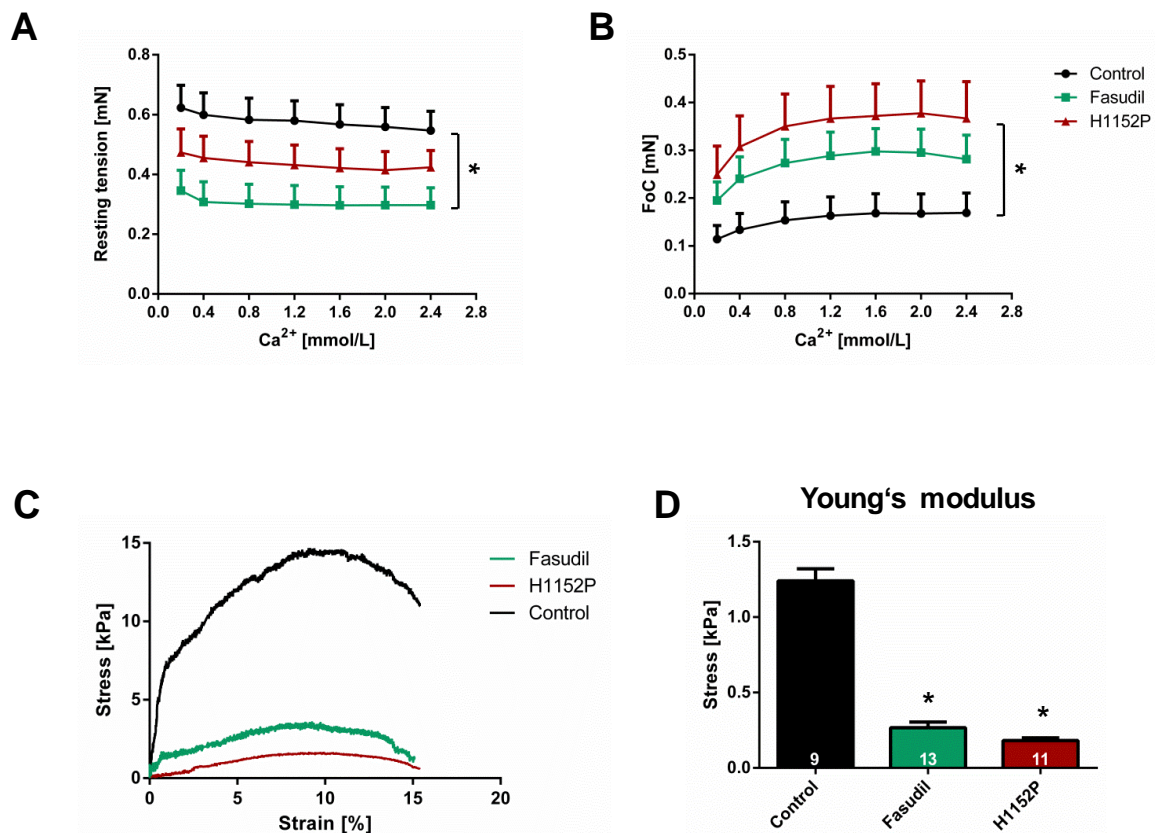 A
0.8
0.6
0.4
0.2
0.0
Resting tension [mN]
*
0.0 0.4 0.8 1.2 1.6 2.0 2.4 2.8
Ca²⁺ [mmol/L]
B
0.5
0.4
0.3
0.2
0.1
0.0
FoC [mN]
*
0.0 0.4 0.8 1.2 1.6 2.0 2.4 2.8
Ca²⁺ [mmol/L]
Control
Fasudil
H1152P
C
15
10
5
0
Stress [kPa]
0 5 10 15 20
Strain [%]
Fasudil
H1152P
Control
D
Young‘s modulus
1.5
1.0
0.5
0.0
Stress [kPa]
* *
9 13 11
Control Fasudil H1152P